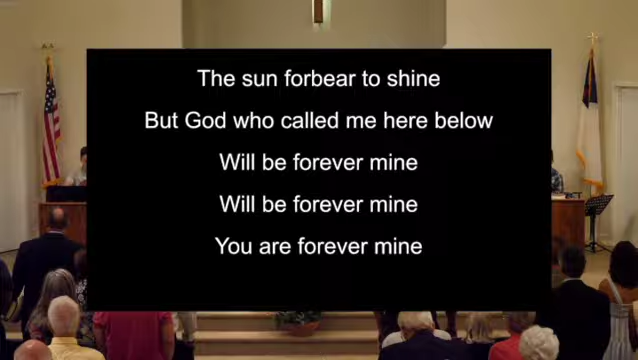 The sun forbear to shine
But God who called me here below
Will be forever mine
Will be forever mine
You are forever mine